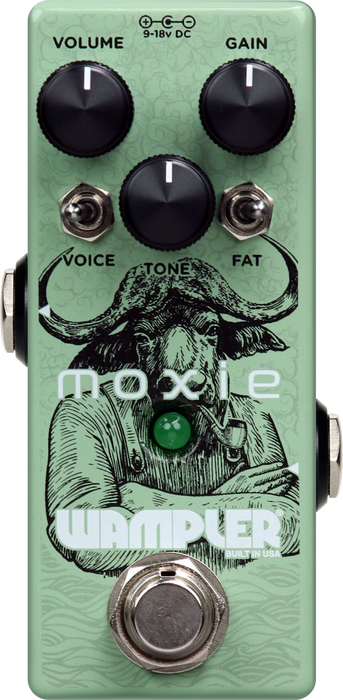 9-18v DC
VOLUME GAIN
VOICE TONE FAT
moxie
WAMPLER®
BUILT IN USA